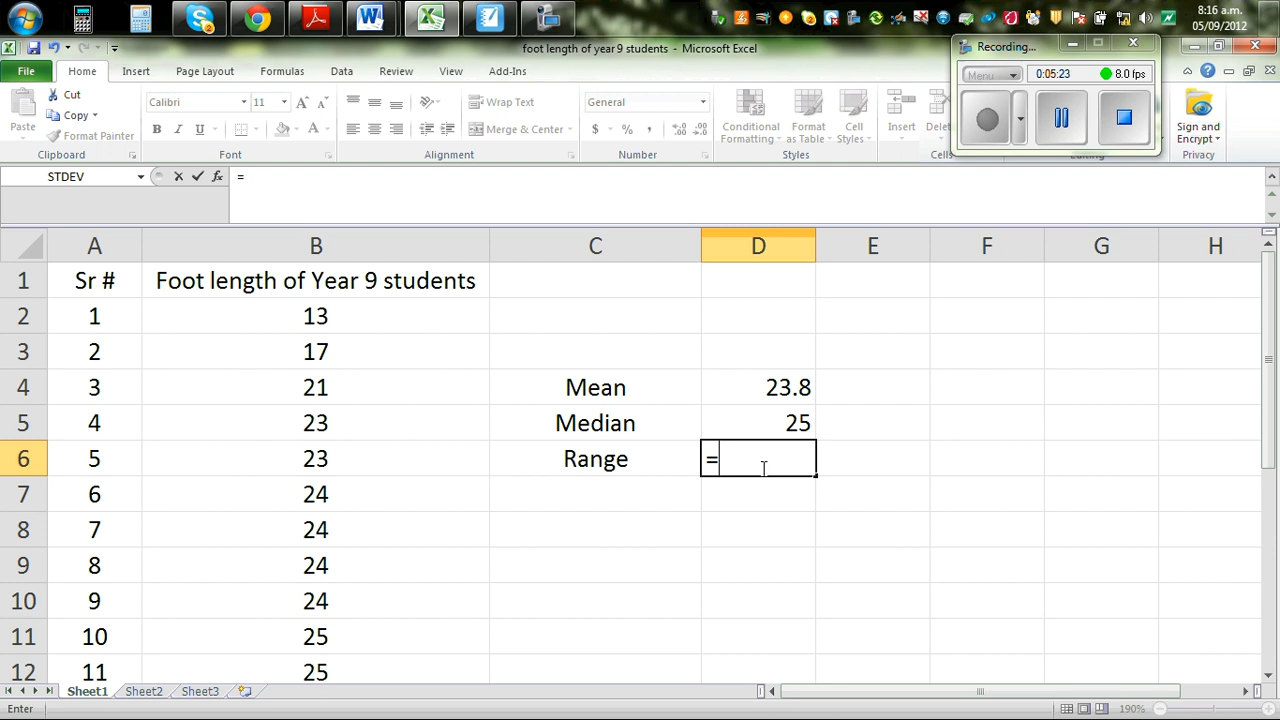 8:16 a.m.
05/09/2012
foot length of year 9 students - Microsoft Excel
Recording...
File Home Insert Page Layout Formulas Data Review View Add-Ins
Menu 0:05:23 8.0 fps
Paste Cut Copy Format Painter
Calibri 11
B I U A
Wrap Text
Merge & Center
General
$ % ,
Conditional Formatting Format as Table Cell Styles
Insert Delet
Sign and Encrypt
Clipboard Font Alignment Number Styles Cells Editing Privacy
STDEV fx =
A B C D E F G H
1 Sr # Foot length of Year 9 students
2 1 13
3 2 17
4 3 21 Mean 23.8
5 4 23 Median 25
6 5 23 Range =
7 6 24
8 7 24
9 8 24
10 9 24
11 10 25
12 11 25
Sheet1 Sheet2 Sheet3
Enter 190%